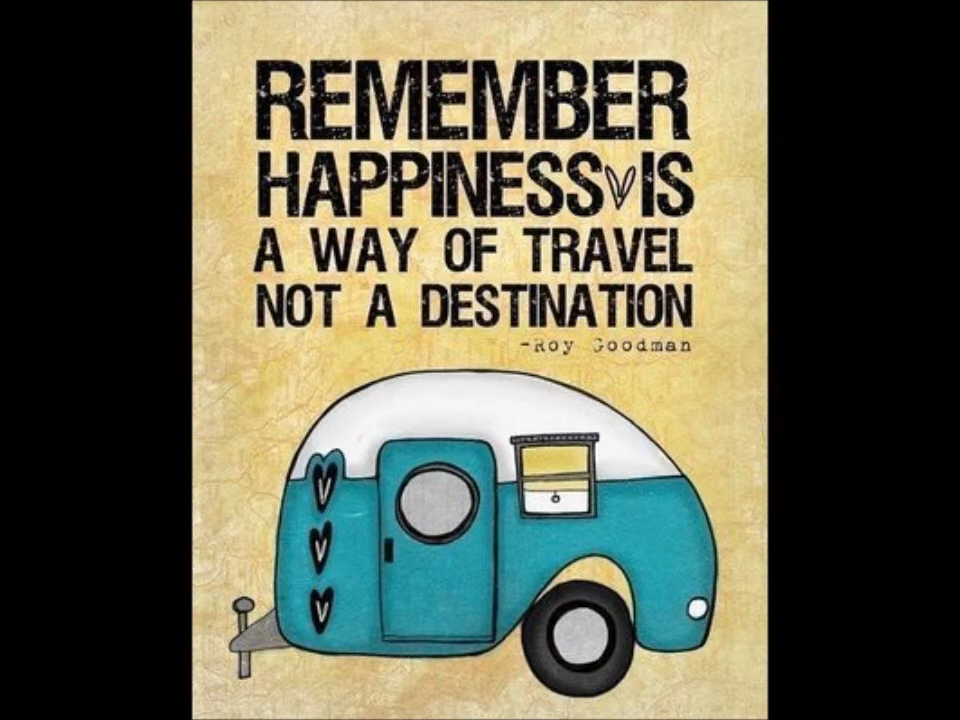 REMEMBER
HAPPINESS IS
A WAY OF TRAVEL
NOT A DESTINATION
-Roy Goodman